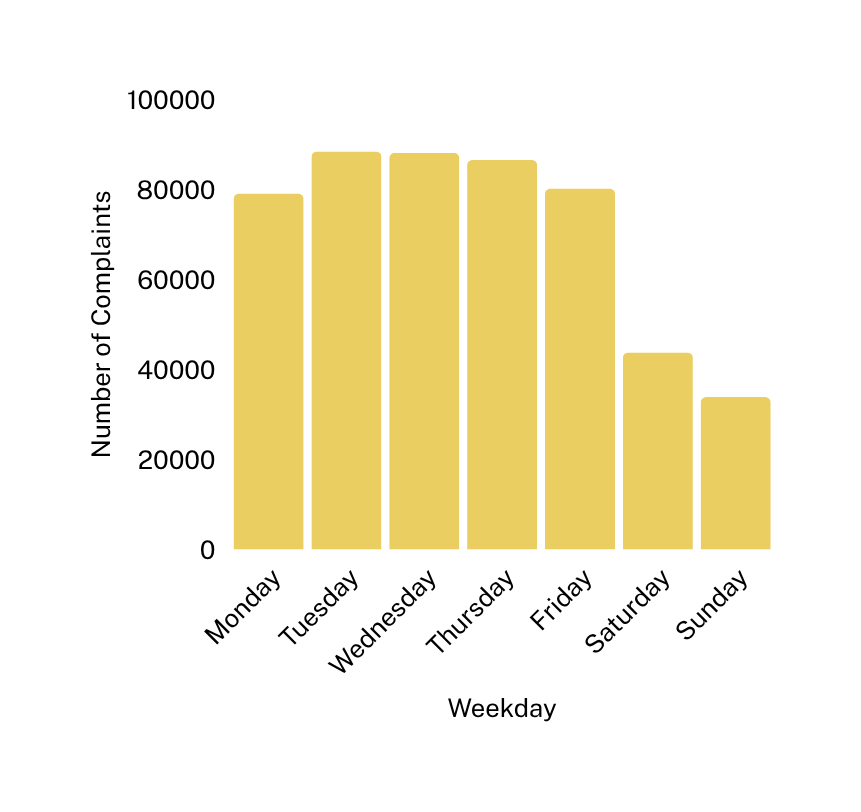 100000
80000
60000
40000
20000
0
Number of Complaints
Monday
Tuesday
Wednesday
Thursday
Friday
Saturday
Sunday
Weekday